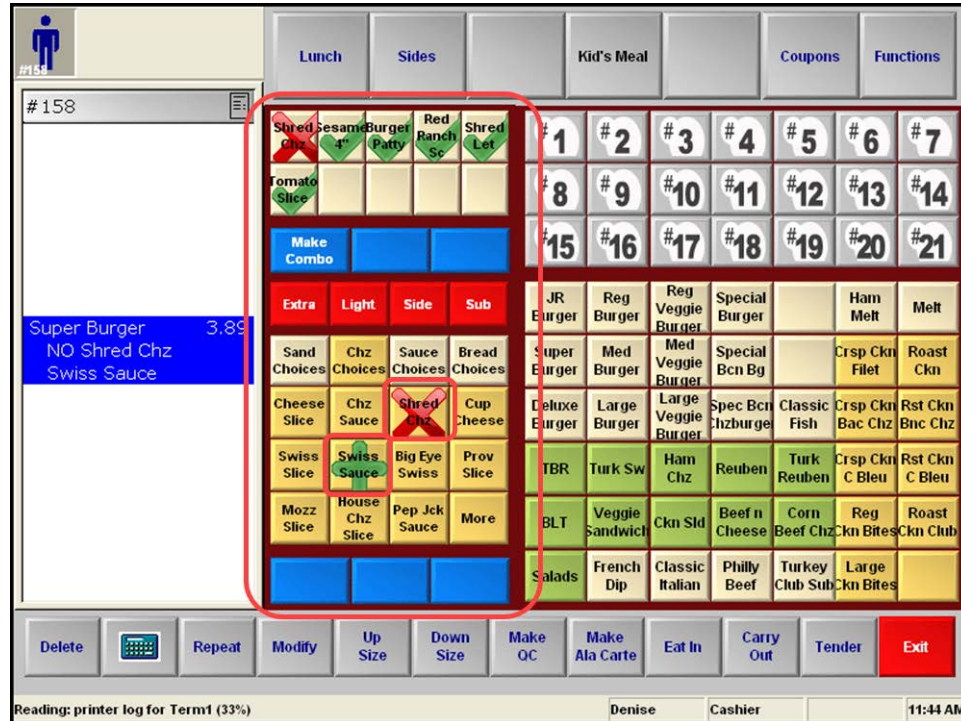 #158
Lunch
Sides
Kid's Meal
Coupons
Functions
#158
Shred Chz
Sesame 4"
Burger Patty
Red Ranch Sc
Shred Let
Tomato Slice
Make Combo
Extra
Light
Side
Sub
Sand Choices
Chz Choices
Sauce Choices
Bread Choices
Cheese Slice
Chz Sauce
Shred Chz
Cup Cheese
Swiss Slice
Swiss Sauce
Big Eye Swiss
Prov Slice
Mozz Slice
House Chz Slice
Pep Jck Sauce
More
Super Burger 3.89
NO Shred Chz
Swiss Sauce
#1 #2 #3 #4 #5 #6 #7
#8 #9 #10 #11 #12 #13 #14
#15 #16 #17 #18 #19 #20 #21
JR Burger
Reg Burger
Reg Veggie Burger
Special Burger
Ham Melt
Melt
Super Burger
Med Burger
Med Veggie Burger
Special Bcn Bg
Crsp Ckn Filet
Roast Ckn
Deluxe Burger
Large Burger
Large Veggie Burger
Spec Bcn Chzburger
Classic Fish
Crsp Ckn Bac Chz
Rst Ckn Bnc Chz
TBR
Turk Sw
Ham Chz
Reuben
Turk Reuben
Crsp Ckn C Bleu
Rst Ckn C Bleu
BLT
Veggie Sandwich
Ckn Sld
Beef n Cheese
Corn Beef Chz
Reg Ckn Bites
Roast Ckn Club
Salads
French Dip
Classic Italian
Philly Beef
Turkey Club Sub
Large Ckn Bites
Delete
Repeat
Modify
Up Size
Down Size
Make QC
Make Ala Carte
Eat In
Carry Out
Tender
Exit
Reading: printer log for Term1 (33%)
Denise
Cashier
11:44 AM